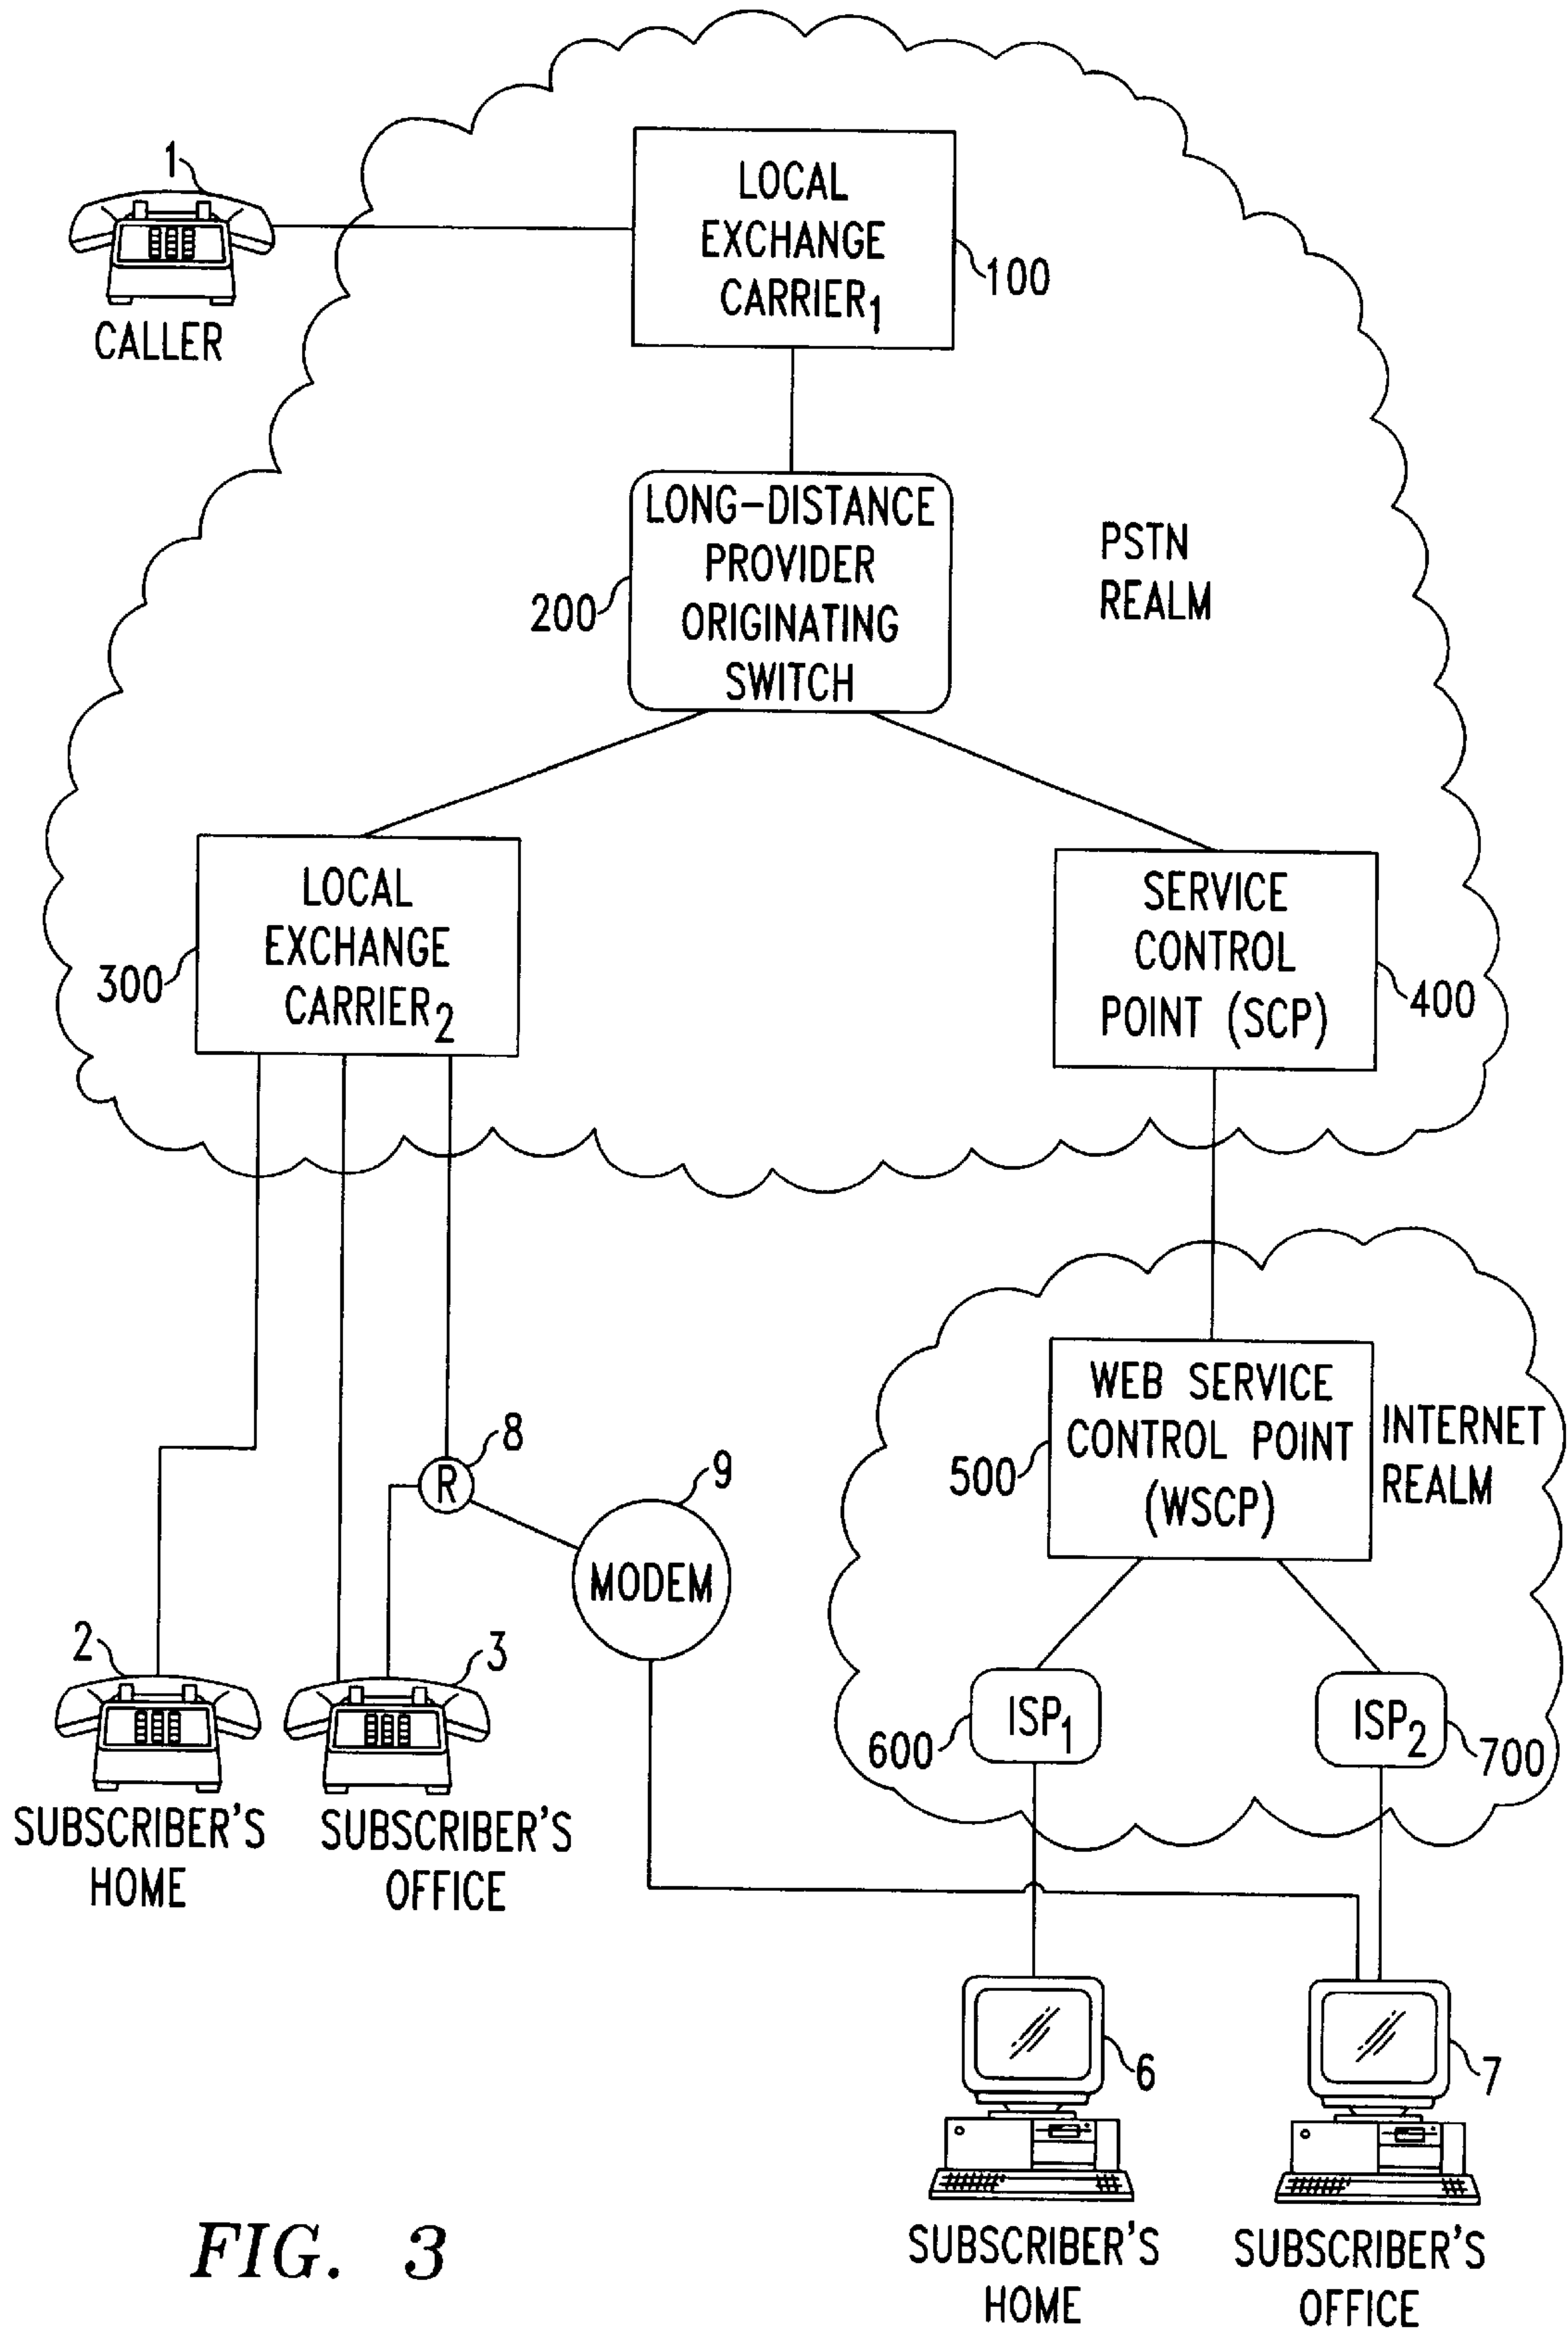 1
CALLER
LOCAL
EXCHANGE
CARRIER1
100
LONG-DISTANCE
PROVIDER
ORIGINATING
SWITCH
200
PSTN
REALM
LOCAL
EXCHANGE
CARRIER2
300
SERVICE
CONTROL
POINT (SCP)
400
WEB SERVICE
CONTROL POINT
(WSCP)
500
INTERNET
REALM
R
8
MODEM
9
2
SUBSCRIBER'S
HOME
3
SUBSCRIBER'S
OFFICE
ISP1
600
ISP2
700
6
SUBSCRIBER'S
HOME
7
SUBSCRIBER'S
OFFICE
FIG. 3